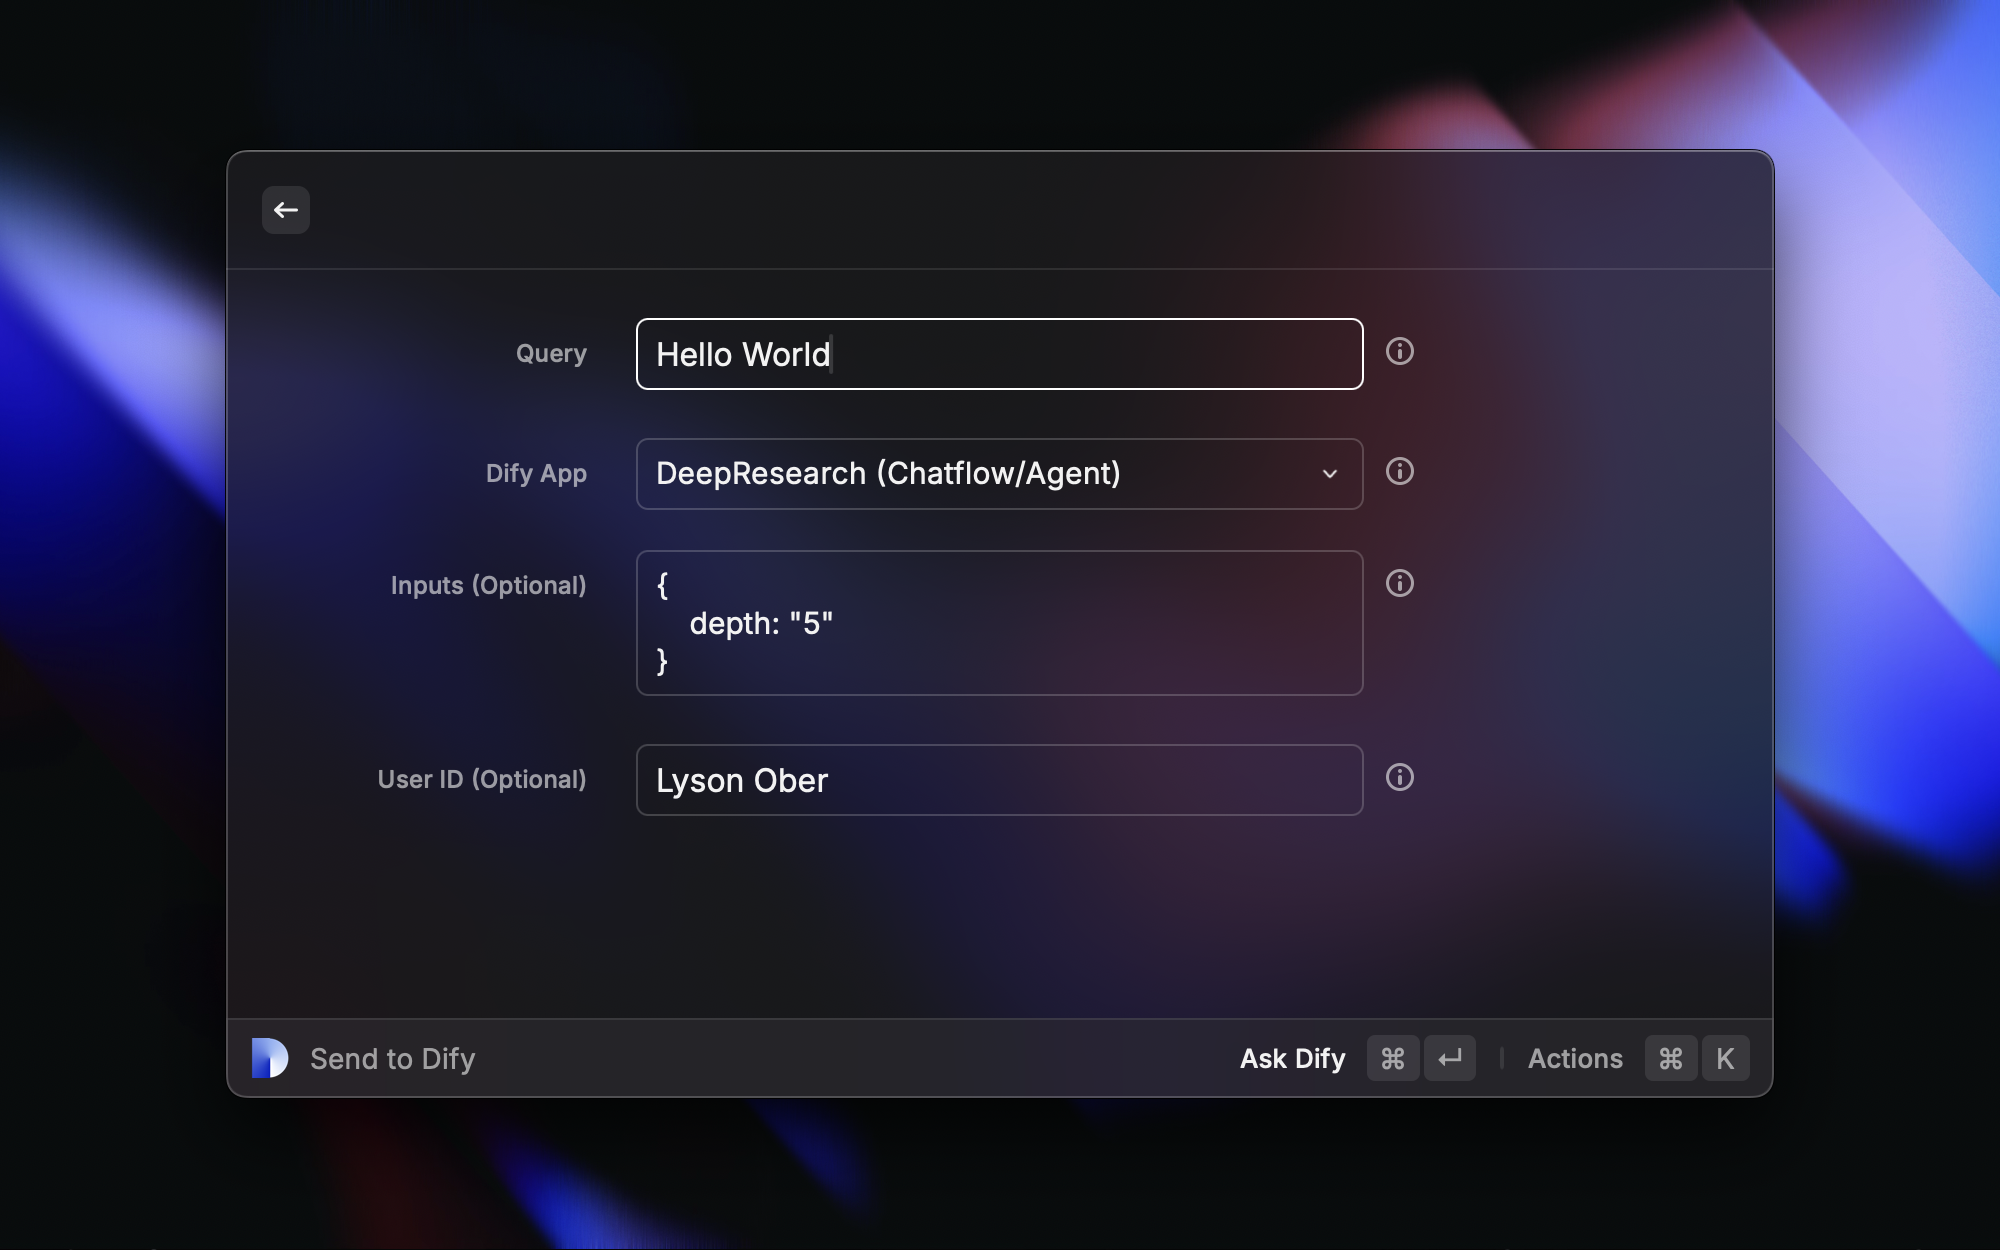 Query
Hello World
Dify App
DeepResearch (Chatflow/Agent)
Inputs (Optional)
{
    depth: "5"
}
User ID (Optional)
Lyson Ober
Send to Dify
Ask Dify ⌘ ↵ | Actions ⌘ K